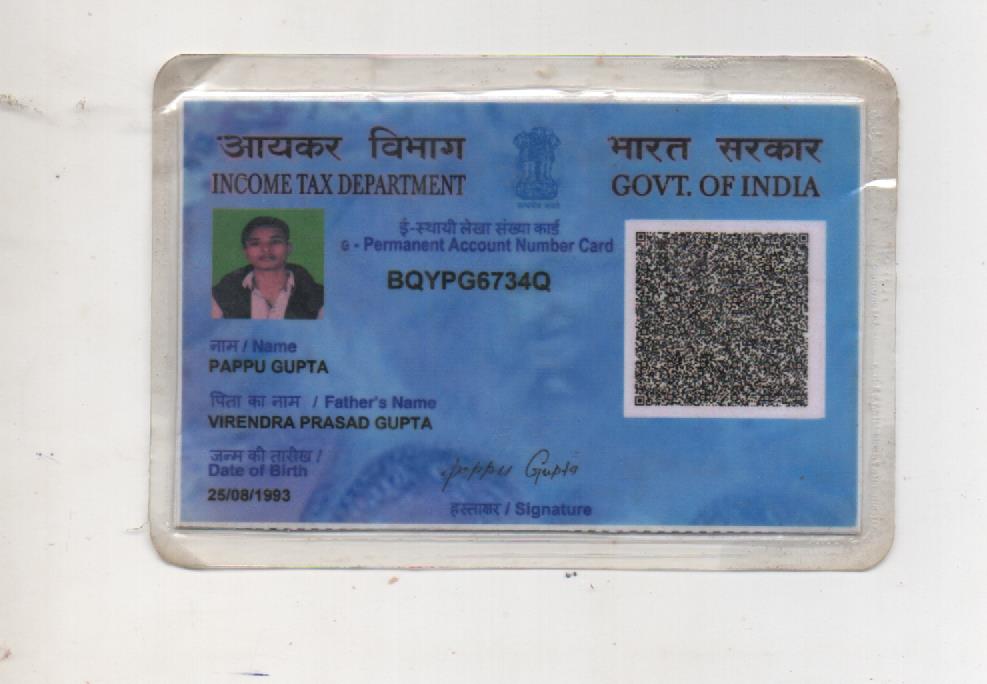 आयकर विभाग
INCOME TAX DEPARTMENT
भारत सरकार
GOVT. OF INDIA
ई-स्थायी लेखा संख्या कार्ड
e - Permanent Account Number Card
BQYPG6734Q
नाम / Name
PAPPU GUPTA
पिता का नाम / Father's Name
VIRENDRA PRASAD GUPTA
जन्म की तारीख /
Date of Birth
25/08/1993
Pappu Gupta
हस्ताक्षर / Signature